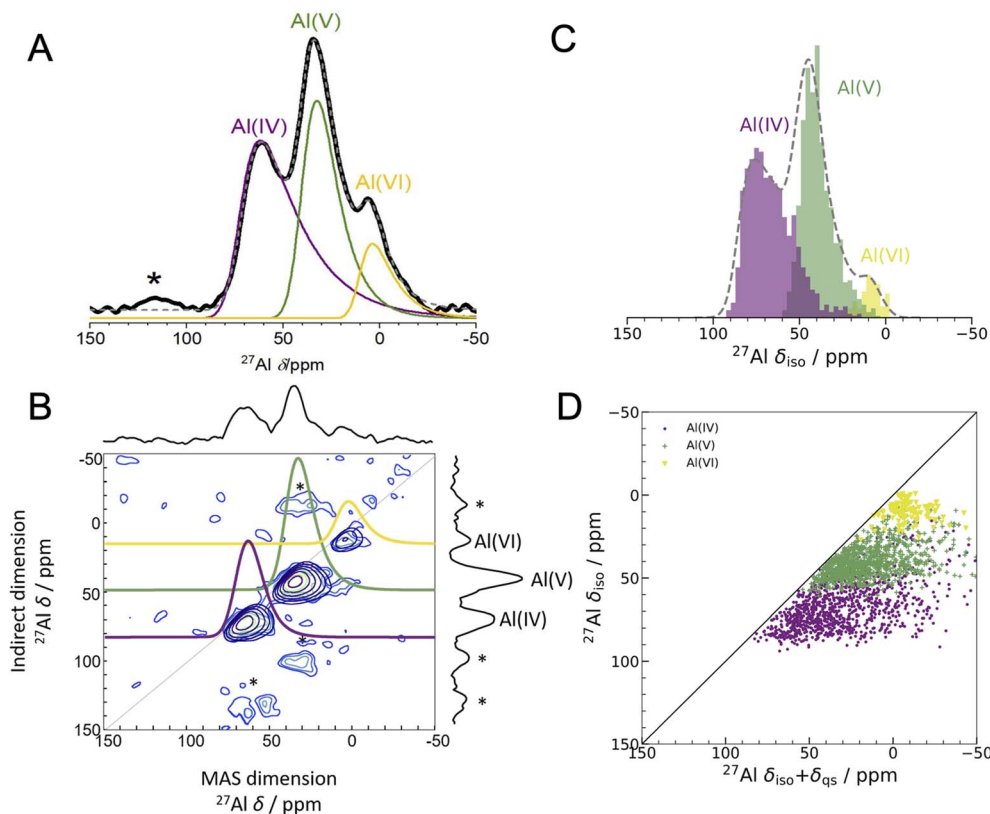 A
Al(V)
Al(IV)
Al(VI)
*
150 100 50 0 -50
²⁷Al δ/ppm
C
Al(V)
Al(IV)
Al(VI)
150 100 50 0 −50
²⁷Al δiso / ppm
B
-50
0
50
100
150
Indirect dimension
²⁷Al δ / ppm
*
*
*
150 100 50 0 -50
MAS dimension
²⁷Al δ / ppm
*
Al(VI)
Al(V)
Al(IV)
*
*
D
−50
0
50
100
150
²⁷Al δiso / ppm
Al(IV)
Al(V)
Al(VI)
150 100 50 0 −50
²⁷Al δiso+δqs / ppm